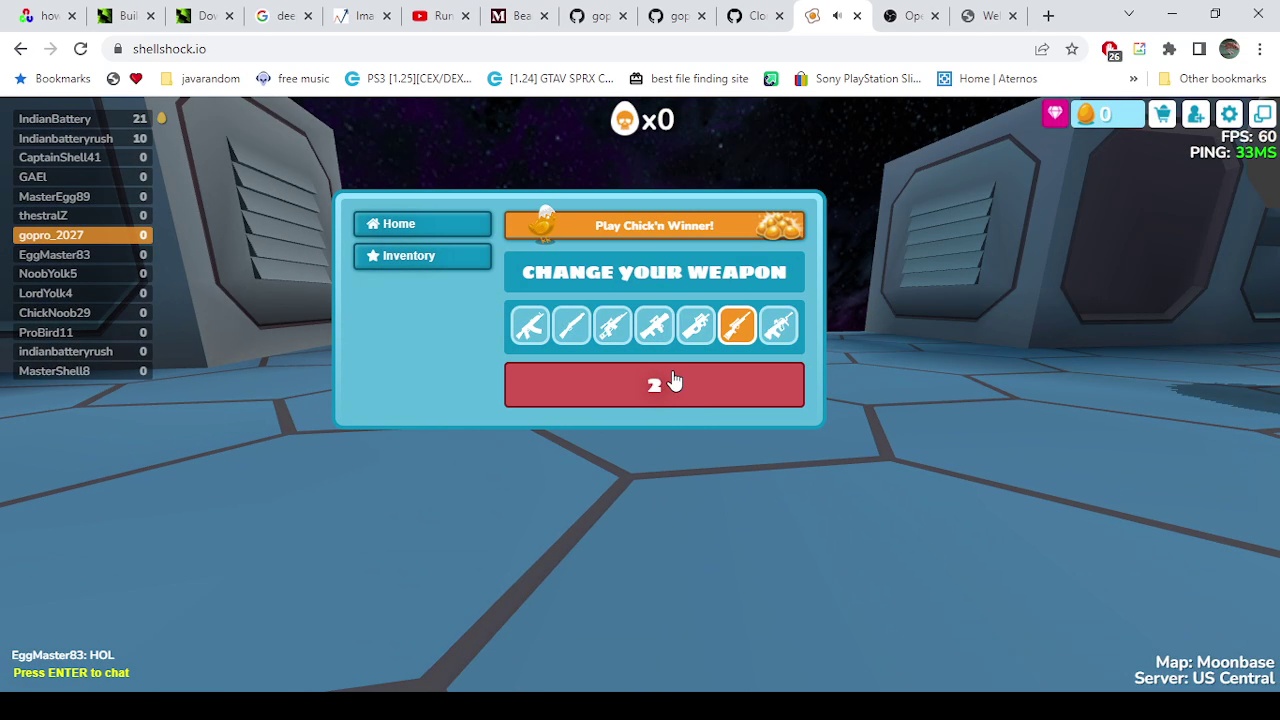 how
Buil
Dov
dee
Ima
Run
Bea
gop
gop
Clo
Ope
Wel
shellshock.io
26
Bookmarks
javarandom
free music
PS3 [1.25][CEX/DEX...
[1.24] GTAV SPRX C...
best file finding site
Sony PlayStation Sli...
Home | Aternos
»
Other bookmarks
IndianBattery 21
Indianbatteryrush 10
CaptainShell41 0
GAEl 0
MasterEgg89 0
thestralZ 0
gopro_2027 0
EggMaster83 0
NoobYolk5 0
LordYolk4 0
ChickNoob29 0
ProBird11 0
indianbatteryrush 0
MasterShell8 0
x0
0
FPS: 60
PING: 33MS
Home
Inventory
Play Chick'n Winner!
CHANGE YOUR WEAPON
2
EggMaster83: HOL
Press ENTER to chat
Map: Moonbase
Server: US Central